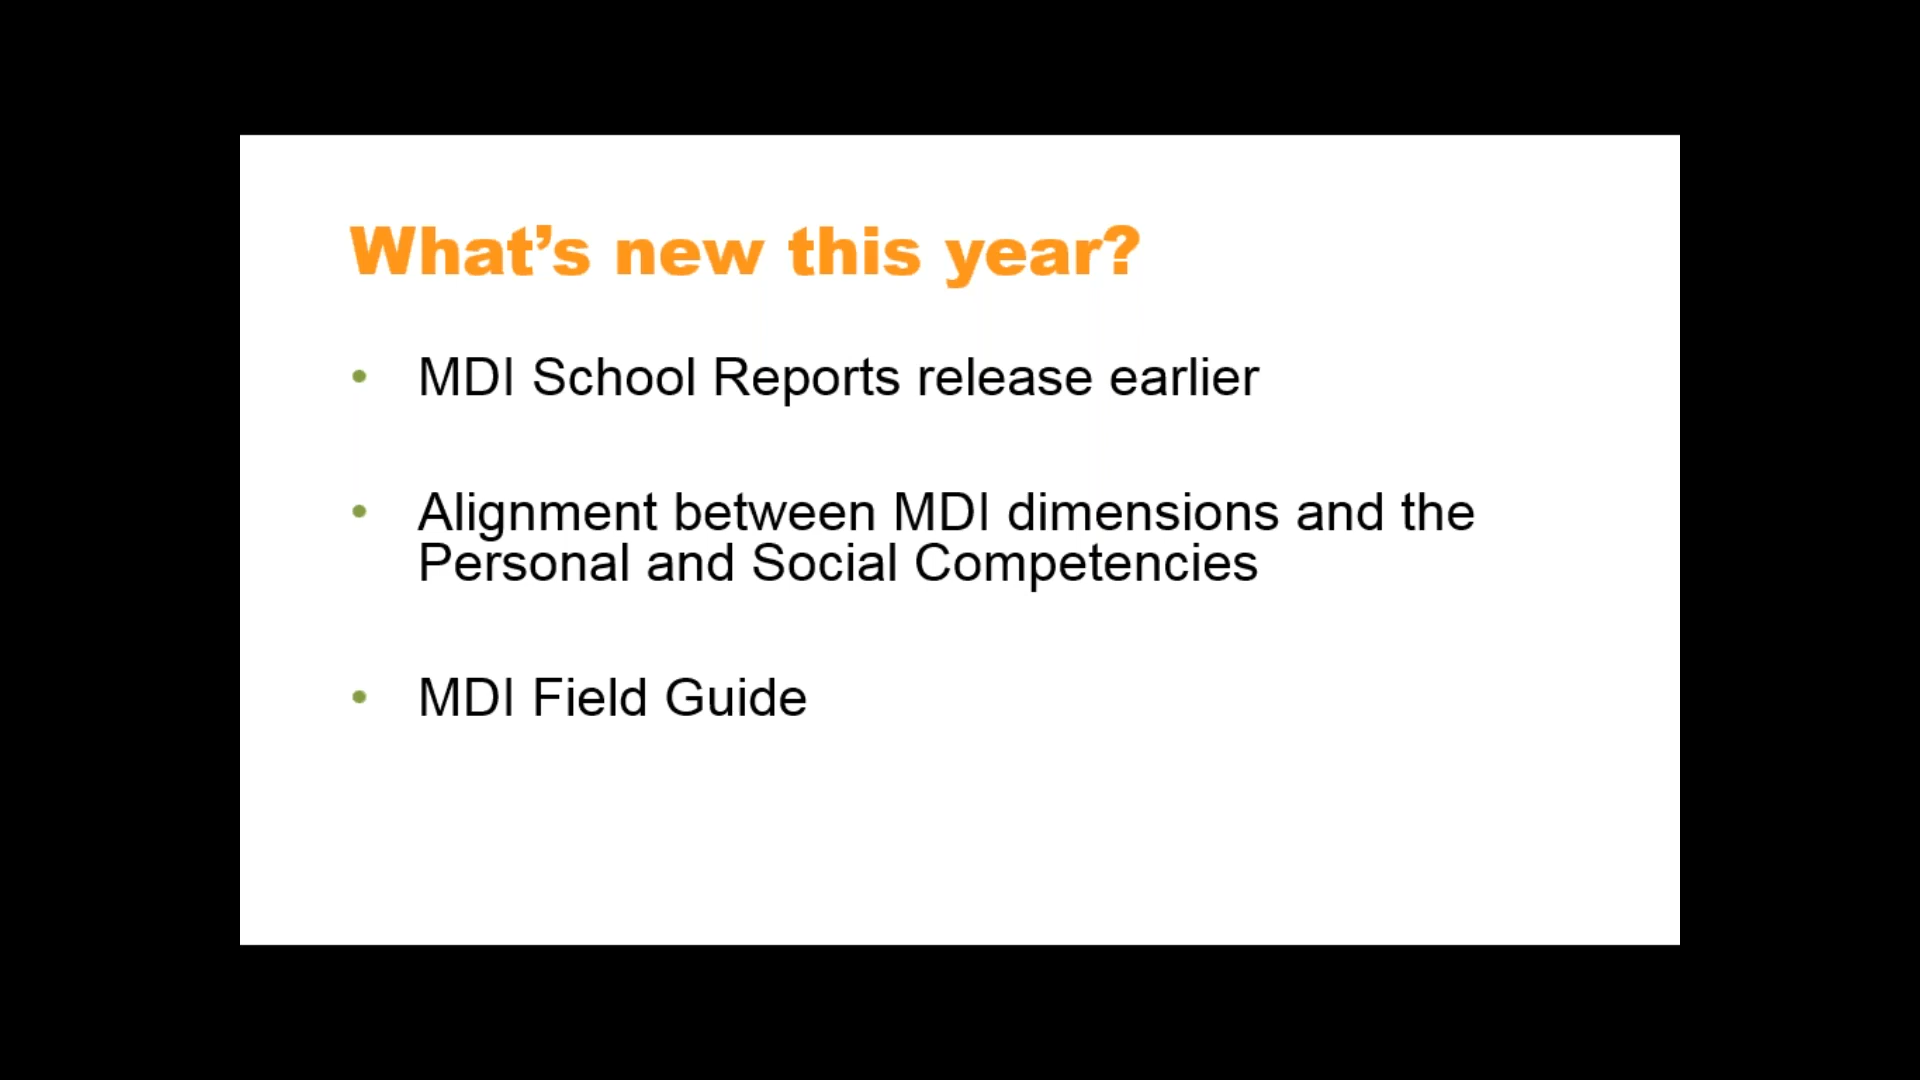 What’s new this year?
• MDI School Reports release earlier
• Alignment between MDI dimensions and the
Personal and Social Competencies
• MDI Field Guide